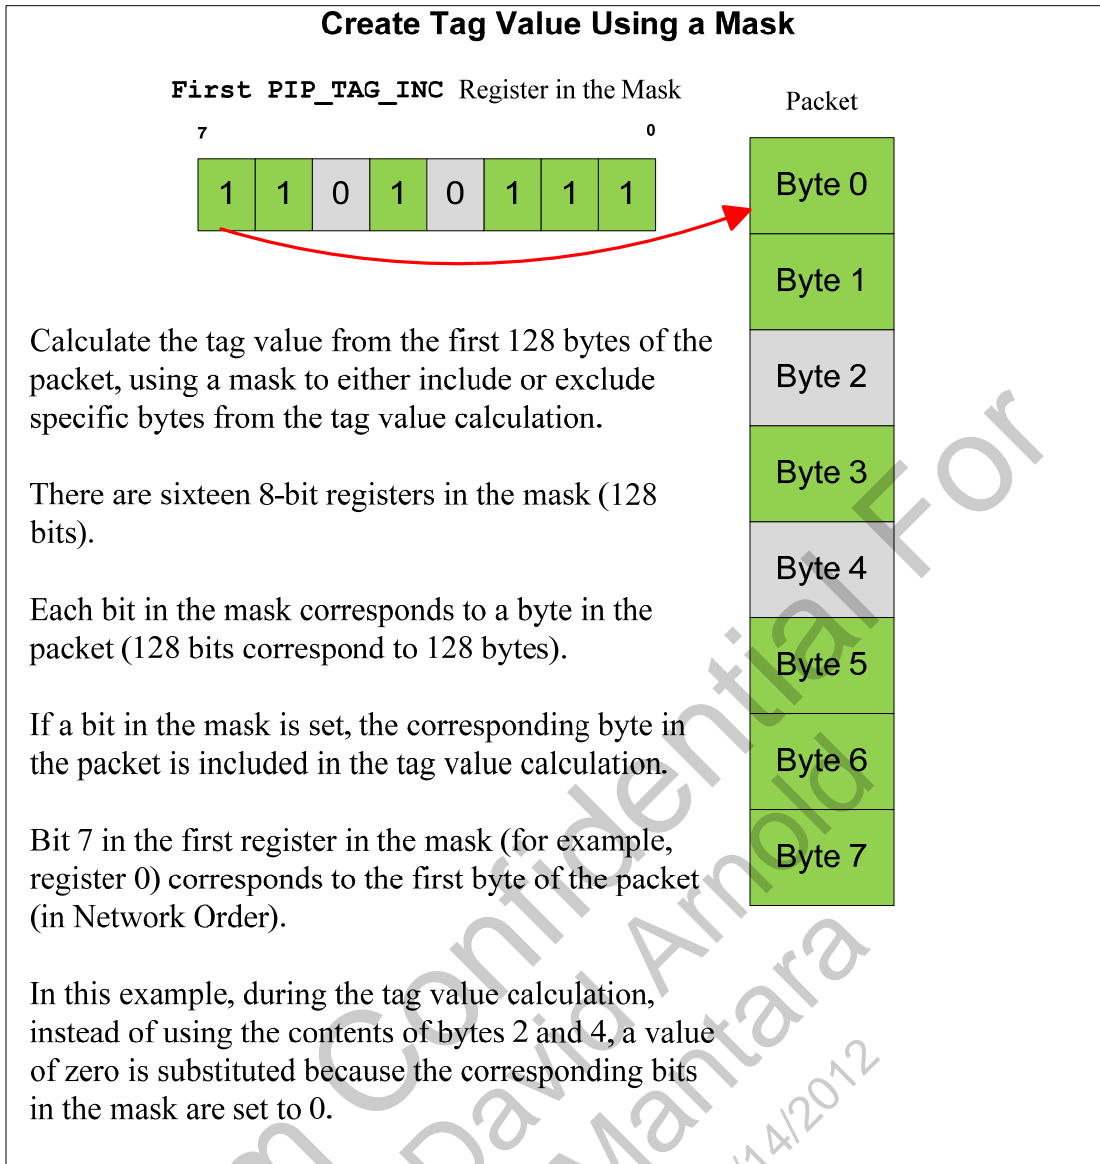 Create Tag Value Using a Mask
First PIP_TAG_INC Register in the Mask
Packet
7
0
1 1 0 1 0 1 1 1
Byte 0
Byte 1
Byte 2
Byte 3
Byte 4
Byte 5
Byte 6
Byte 7
Calculate the tag value from the first 128 bytes of the
packet, using a mask to either include or exclude
specific bytes from the tag value calculation.
There are sixteen 8-bit registers in the mask (128
bits).
Each bit in the mask corresponds to a byte in the
packet (128 bits correspond to 128 bytes).
If a bit in the mask is set, the corresponding byte in
the packet is included in the tag value calculation.
Bit 7 in the first register in the mask (for example,
register 0) corresponds to the first byte of the packet
(in Network Order).
In this example, during the tag value calculation,
instead of using the contents of bytes 2 and 4, a value
of zero is substituted because the corresponding bits
in the mask are set to 0.
Confidential For
David Arnold
Mantara
/14/2012